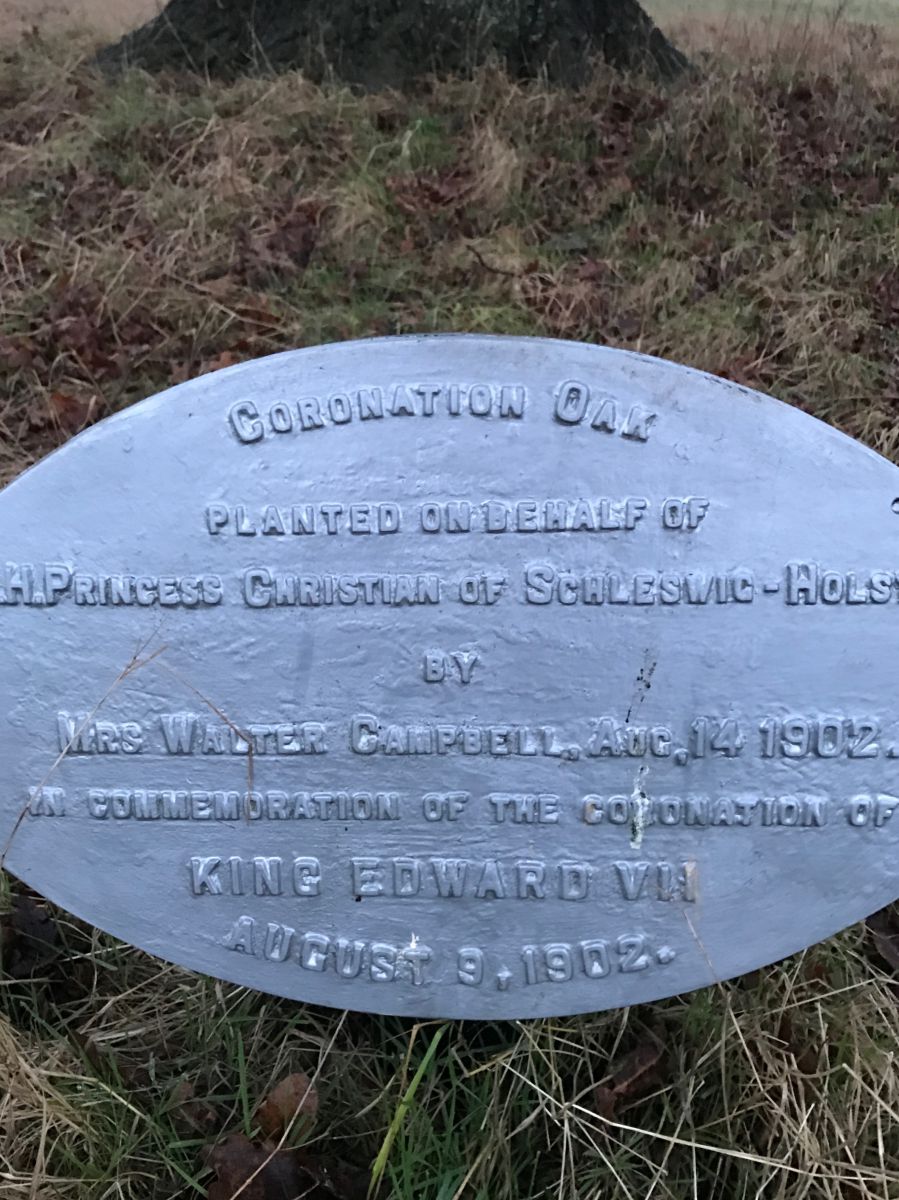 CORONATION OAK
PLANTED ON BEHALF OF
.H. PRINCESS CHRISTIAN OF SCHLESWIG-HOLS
BY
MRS WALTER CAMPBELL, AUG, 14 1902.
IN COMMEMORATION OF THE CORONATION OF
KING EDWARD VII
AUGUST 9, 1902.